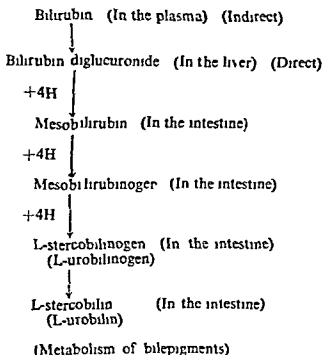 Bilirubin (In the plasma) (Indirect)
Bilirubin diglucuronide (In the liver) (Direct)
+4H
Mesobilirubin (In the intestine)
+4H
Mesobilirubinoger (In the intestine)
+4H
L-stercobilinogen (In the intestine)
(L-urobilinogen)
L-stercobilin (In the intestine)
(L-urobilin)
(Metabolism of bilepigments)